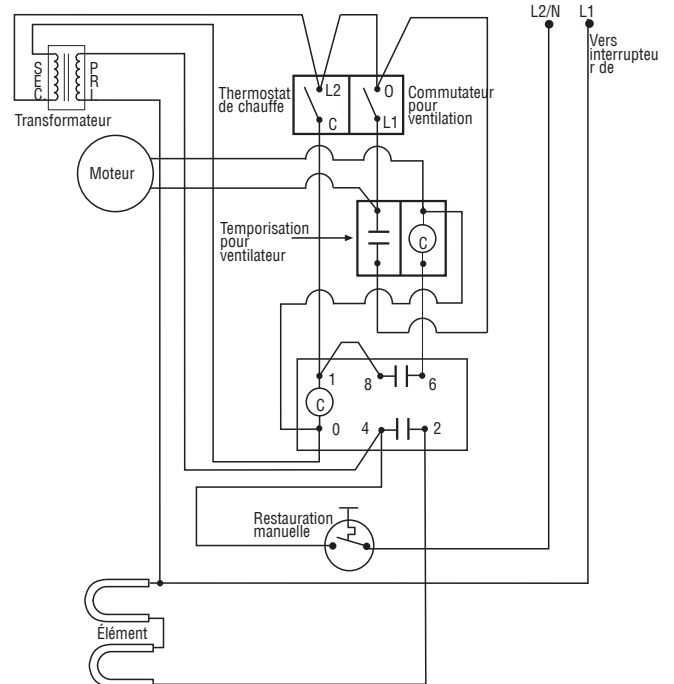 L2/N L1
Vers
interrupteu
r de
S
E
C.
P
R
I.
Transformateur
Thermostat
de chauffe
L2
C
O
L1
Commutateur
pour
ventilation
Moteur
Temporisation
pour
ventilateur
C
1
8
6
C
0
4
2
Restauration
manuelle
Élément